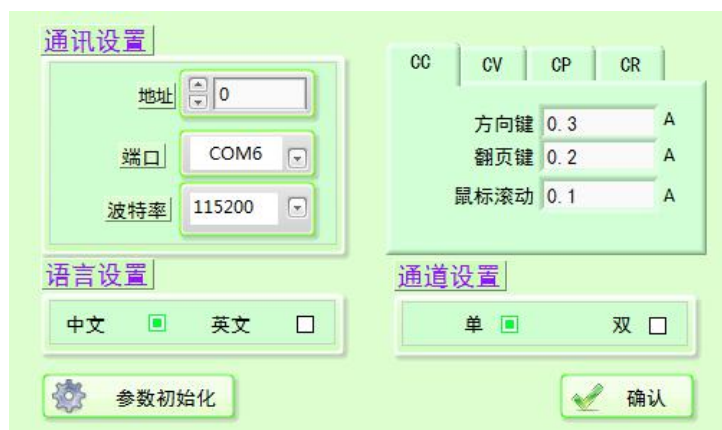 通讯设置
地址 0
端口 COM6
波特率 115200
CC CV CP CR
方向键 0.3 A
翻页键 0.2 A
鼠标滚动 0.1 A
语言设置
中文 英文
通道设置
单 双
参数初始化
确认